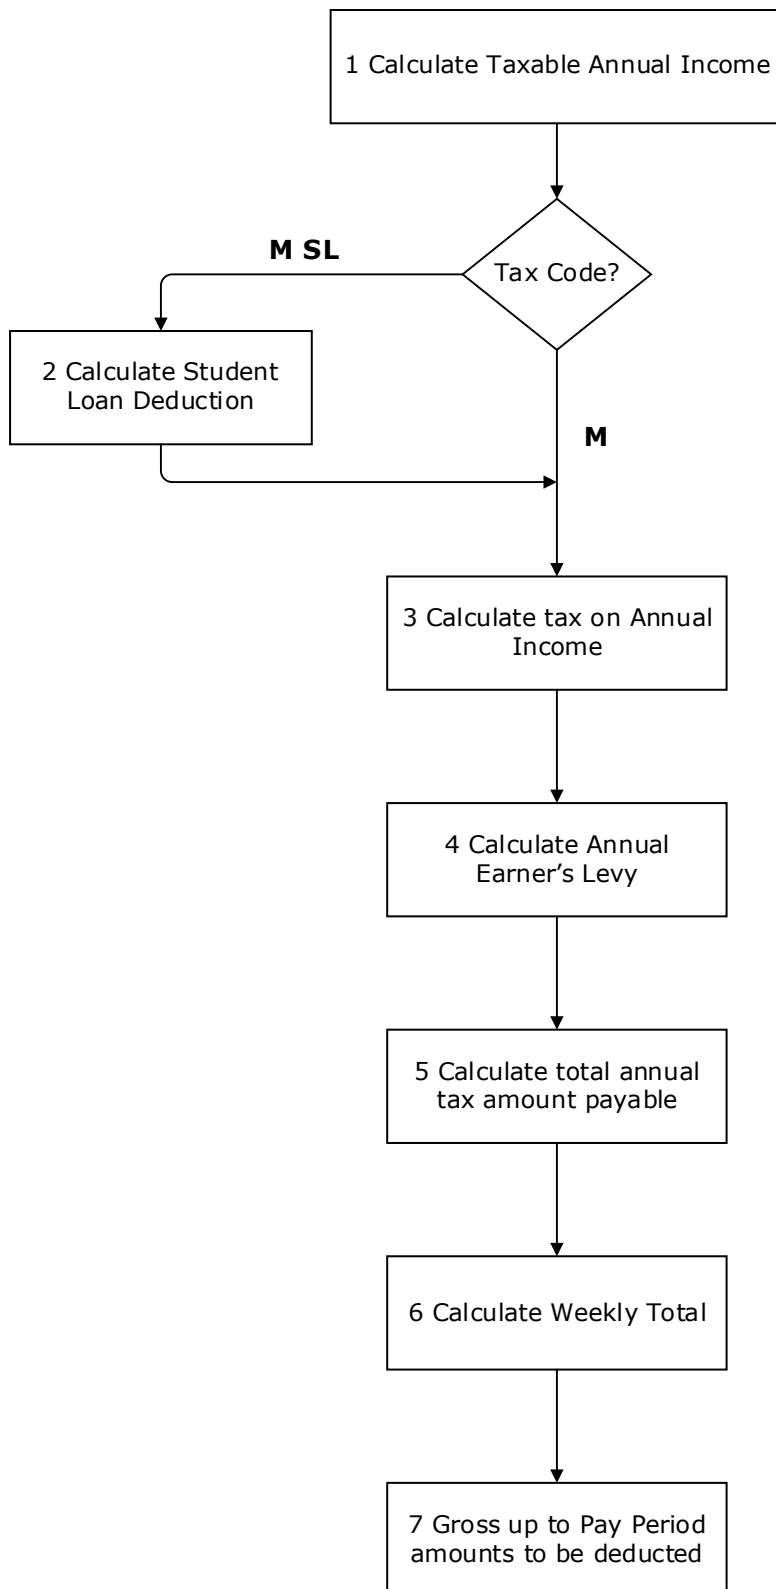 1 Calculate Taxable Annual Income
Tax Code?
M SL
2 Calculate Student
Loan Deduction
M
3 Calculate tax on Annual
Income
4 Calculate Annual
Earner’s Levy
5 Calculate total annual
tax amount payable
6 Calculate Weekly Total
7 Gross up to Pay Period
amounts to be deducted